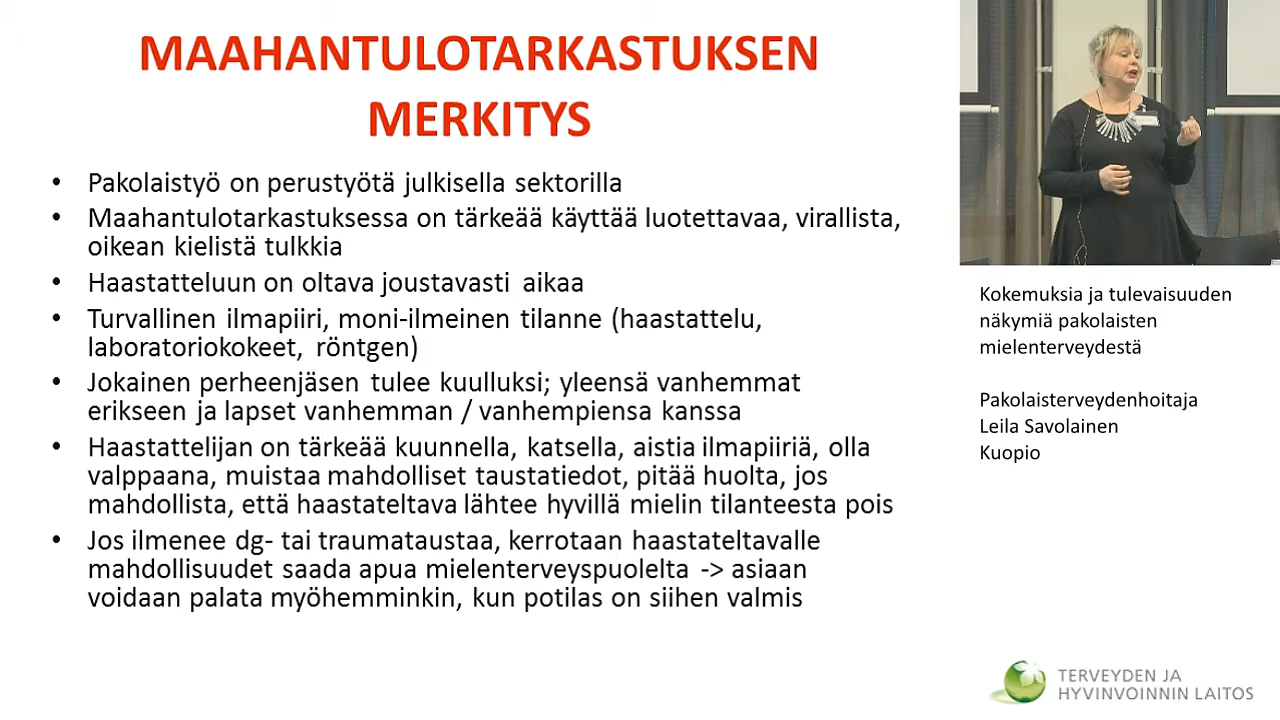 MAAHANTULOTARKASTUKSEN
MERKITYS
• Pakolaistyö on perustyötä julkisella sektorilla
• Maahantulotarkastuksessa on tärkeää käyttää luotettavaa, virallista,
oikean kielistä tulkkia
• Haastatteluun on oltava joustavasti aikaa
• Turvallinen ilmapiiri, moni-ilmeinen tilanne (haastattelu,
laboratoriokokeet, röntgen)
• Jokainen perheenjäsen tulee kuulluksi; yleensä vanhemmat
erikseen ja lapset vanhemman / vanhempiensa kanssa
• Haastattelijan on tärkeää kuunnella, katsella, aistia ilmapiiriä, olla
valppaana, muistaa mahdolliset taustatiedot, pitää huolta, jos
mahdollista, että haastateltava lähtee hyvillä mielin tilanteesta pois
• Jos ilmenee dg- tai traumataustaa, kerrotaan haastateltavalle
mahdollisuudet saada apua mielenterveyspuolelta -> asiaan
voidaan palata myöhemminkin, kun potilas on siihen valmis
Kokemuksia ja tulevaisuuden
näkymiä pakolaisten
mielenterveydestä
Pakolaisterveydenhoitaja
Leila Savolainen
Kuopio
TERVEYDEN JA
HYVINVOINNIN LAITOS